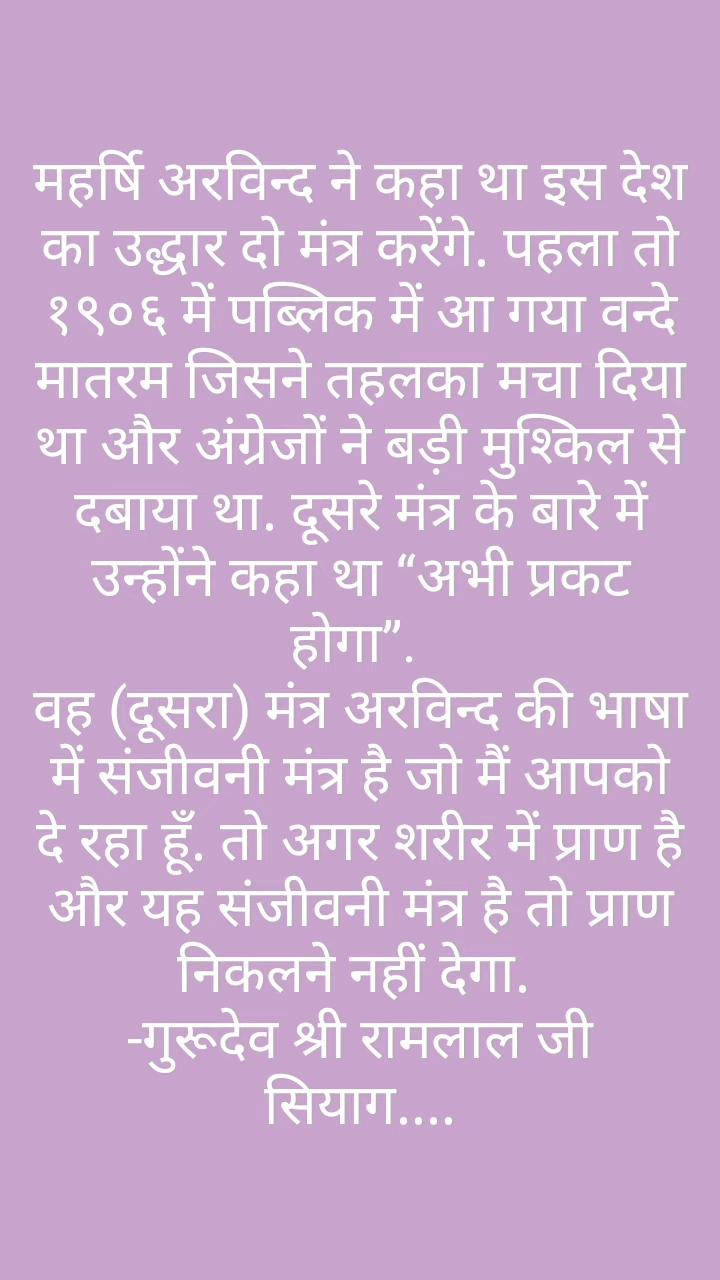 महर्षि अरविन्द ने कहा था इस देश
का उद्धार दो मंत्र करेंगे. पहला तो
१९०६ में पब्लिक में आ गया वन्दे
मातरम जिसने तहलका मचा दिया
था और अंग्रेजों ने बड़ी मुश्किल से
दबाया था. दूसरे मंत्र के बारे में
उन्होंने कहा था “अभी प्रकट
होगा”.
वह (दूसरा) मंत्र अरविन्द की भाषा
में संजीवनी मंत्र है जो मैं आपको
दे रहा हूँ. तो अगर शरीर में प्राण है
और यह संजीवनी मंत्र है तो प्राण
निकलने नहीं देगा.
-गुरूदेव श्री रामलाल जी
सियाग....